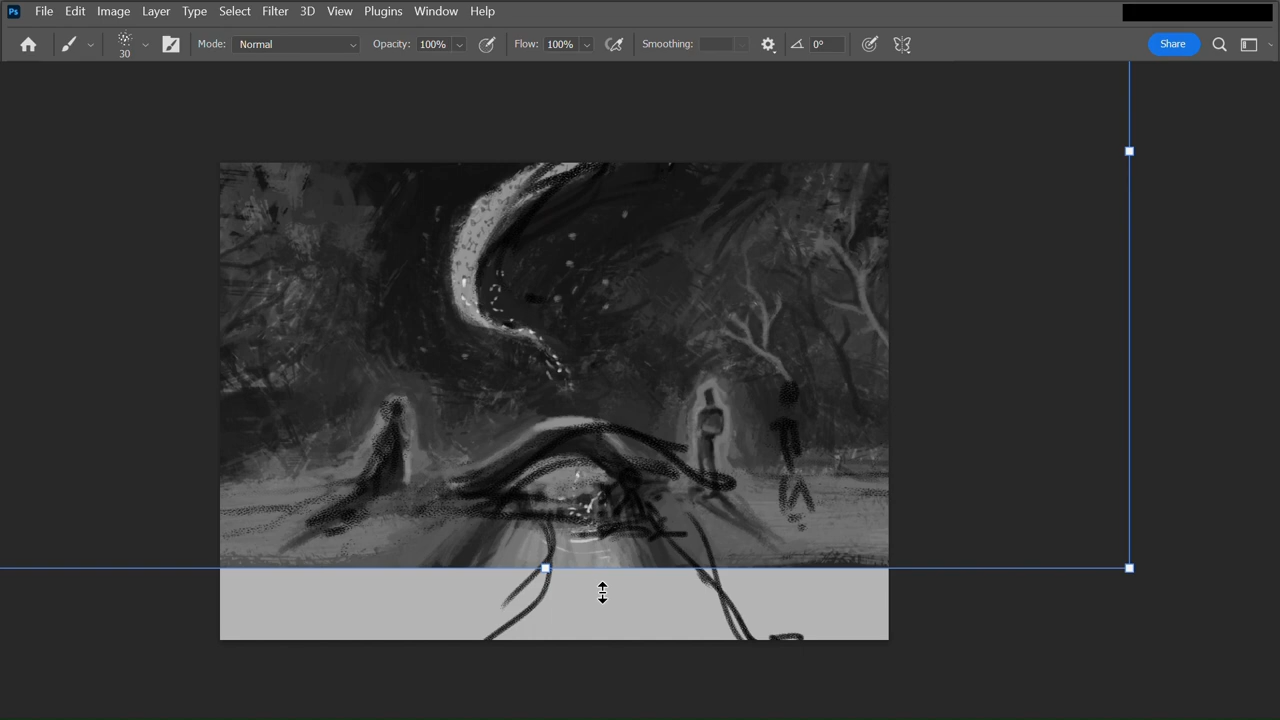 Ps File Edit Image Layer Type Select Filter 3D View Plugins Window Help
30 Mode: Normal Opacity: 100% Flow: 100% Smoothing: 0° Share